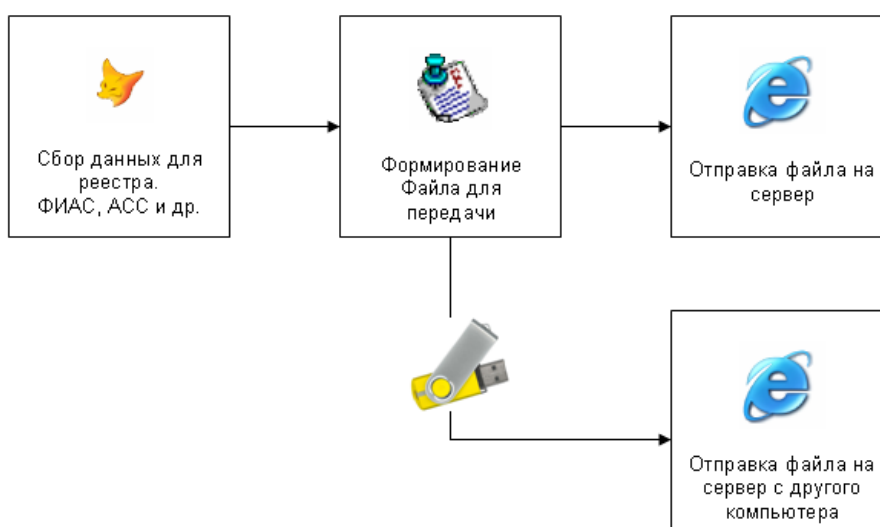 Сбор данных для
реестра.
ФИАС, АСС и др.
Формирование
Файла для
передачи
Отправка файла на
сервер
Отправка файла на
сервер с другого
компьютера